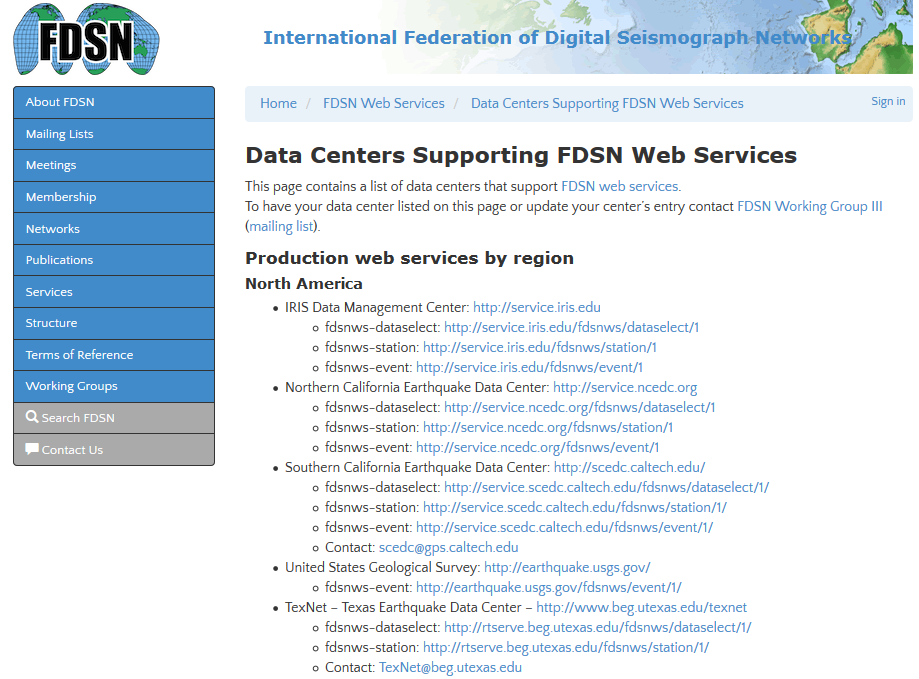 FDSN
International Federation of Digital Seismograph Networks
About FDSN
Mailing Lists
Meetings
Membership
Networks
Publications
Services
Structure
Terms of Reference
Working Groups
Search FDSN
Contact Us
Home / FDSN Web Services / Data Centers Supporting FDSN Web Services
Sign in
Data Centers Supporting FDSN Web Services
This page contains a list of data centers that support FDSN web services.
To have your data center listed on this page or update your center's entry contact FDSN Working Group III
(mailing list).
Production web services by region
North America
• IRIS Data Management Center: http://service.iris.edu
◦ fdsnws-dataselect: http://service.iris.edu/fdsnws/dataselect/1
◦ fdsnws-station: http://service.iris.edu/fdsnws/station/1
◦ fdsnws-event: http://service.iris.edu/fdsnws/event/1
• Northern California Earthquake Data Center: http://service.ncedc.org
◦ fdsnws-dataselect: http://service.ncedc.org/fdsnws/dataselect/1
◦ fdsnws-station: http://service.ncedc.org/fdsnws/station/1
◦ fdsnws-event: http://service.ncedc.org/fdsnws/event/1
• Southern California Earthquake Data Center: http://scedc.caltech.edu/
◦ fdsnws-dataselect: http://service.scedc.caltech.edu/fdsnws/dataselect/1/
◦ fdsnws-station: http://service.scedc.caltech.edu/fdsnws/station/1/
◦ fdsnws-event: http://service.scedc.caltech.edu/fdsnws/event/1/
◦ Contact: scedc@gps.caltech.edu
• United States Geological Survey: http://earthquake.usgs.gov/
◦ fdsnws-event: http://earthquake.usgs.gov/fdsnws/event/1/
• TexNet – Texas Earthquake Data Center – http://www.beg.utexas.edu/texnet
◦ fdsnws-dataselect: http://rtserve.beg.utexas.edu/fdsnws/dataselect/1/
◦ fdsnws-station: http://rtserve.beg.utexas.edu/fdsnws/station/1/
◦ Contact: TexNet@beg.utexas.edu